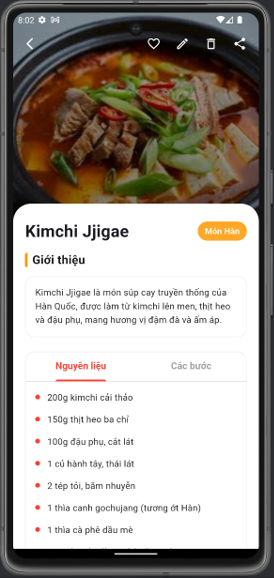 8:02
Kimchi Jjigae
Món Hàn
Giới thiệu
Kimchi Jjigae là món súp cay truyền thống của
Hàn Quốc, được làm từ kimchi lên men, thịt heo
và đậu phụ, mang hương vị đậm đà và ấm áp.
Nguyên liệu
Các bước
200g kimchi cải thảo
150g thịt heo ba chỉ
100g đậu phụ, cắt lát
1 củ hành tây, thái lát
2 tép tỏi, băm nhuyễn
1 thìa canh gochujang (tương ớt Hàn)
1 thìa cà phê dầu mè